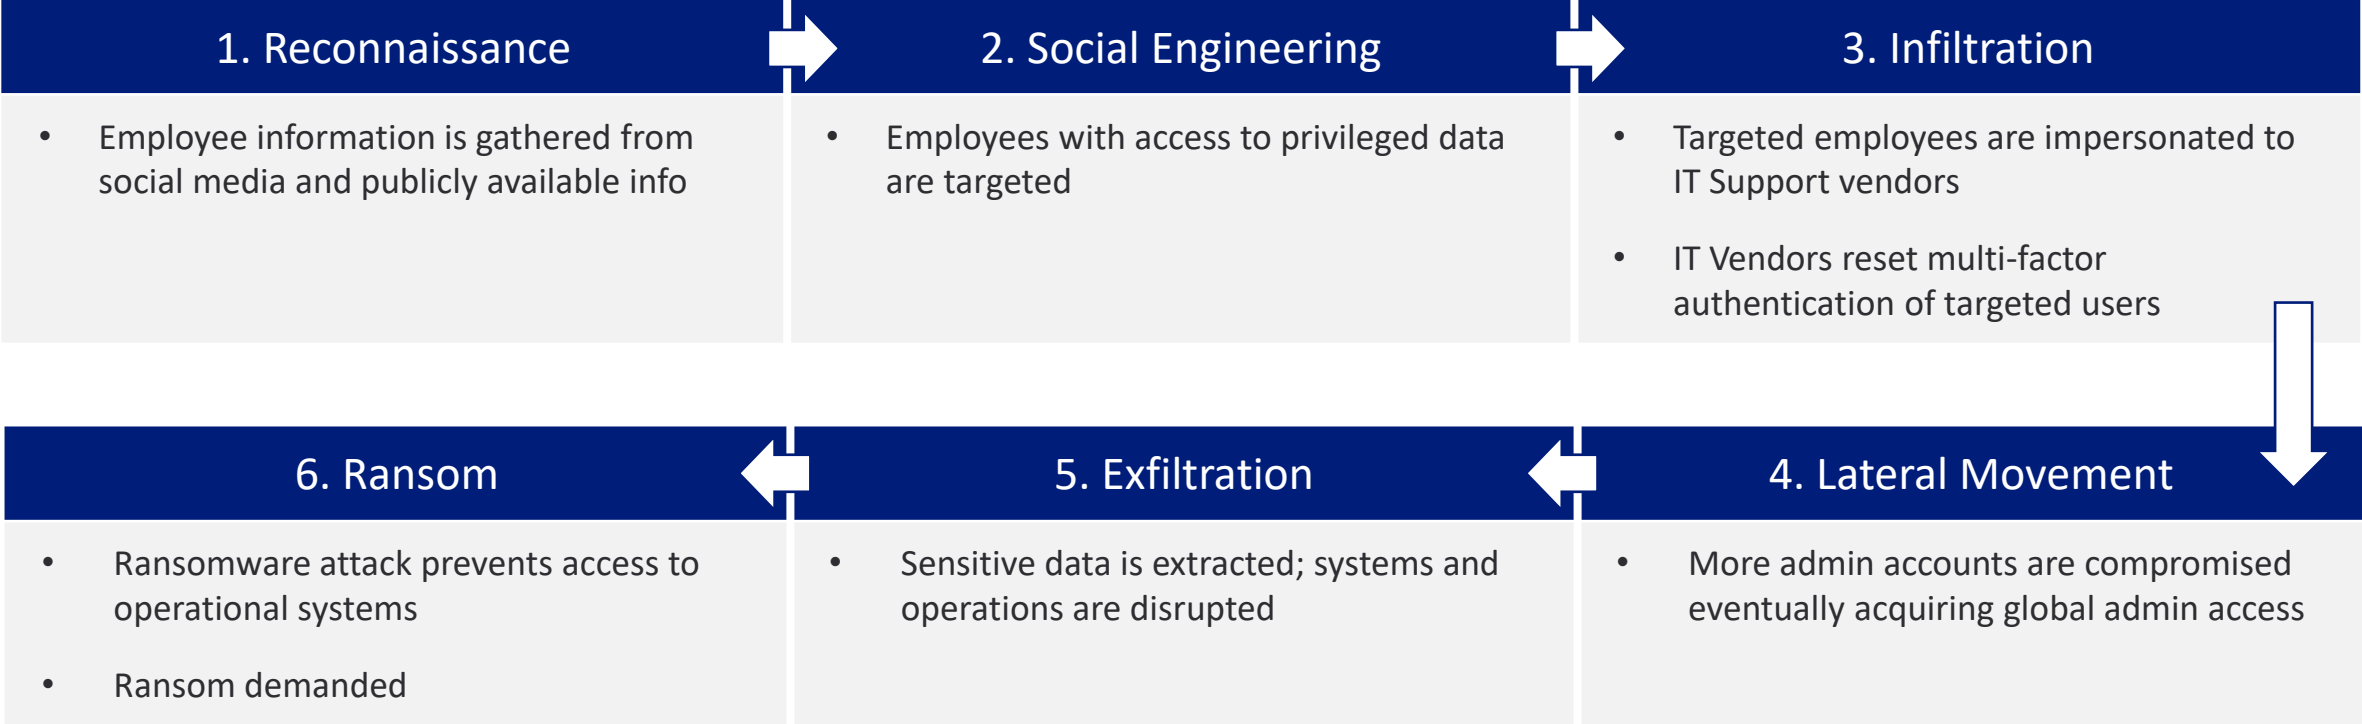 1. Reconnaissance
• Employee information is gathered from
social media and publicly available info
2. Social Engineering
• Employees with access to privileged data
are targeted
3. Infiltration
• Targeted employees are impersonated to
IT Support vendors
• IT Vendors reset multi-factor
authentication of targeted users
4. Lateral Movement
• More admin accounts are compromised
eventually acquiring global admin access
5. Exfiltration
• Sensitive data is extracted; systems and
operations are disrupted
6. Ransom
• Ransomware attack prevents access to
operational systems
• Ransom demanded